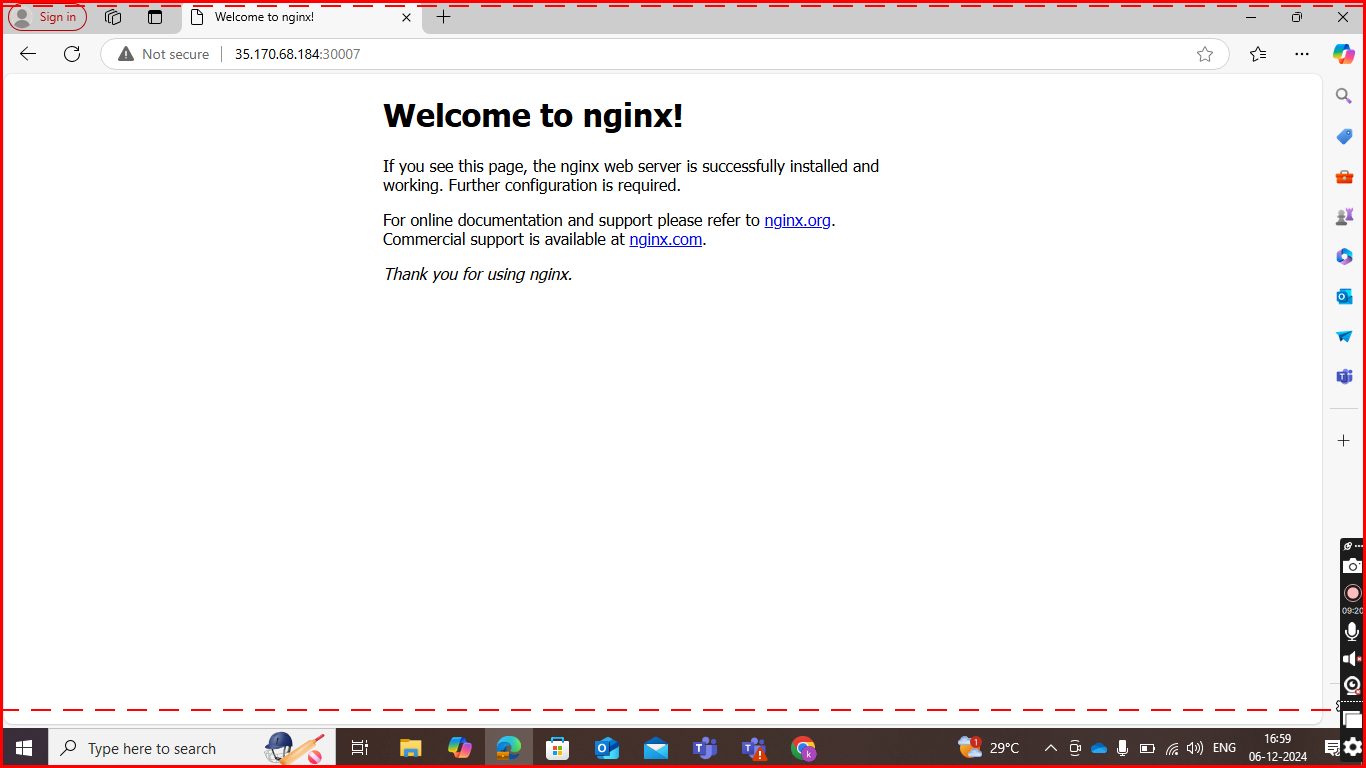 Sign in
Welcome to nginx!
Not secure
35.170.68.184:30007
Welcome to nginx!
If you see this page, the nginx web server is successfully installed and
working. Further configuration is required.
For online documentation and support please refer to nginx.org.
Commercial support is available at nginx.com.
Thank you for using nginx.
09:20
Type here to search
1
29°C
ENG
16:59
06-12-2024